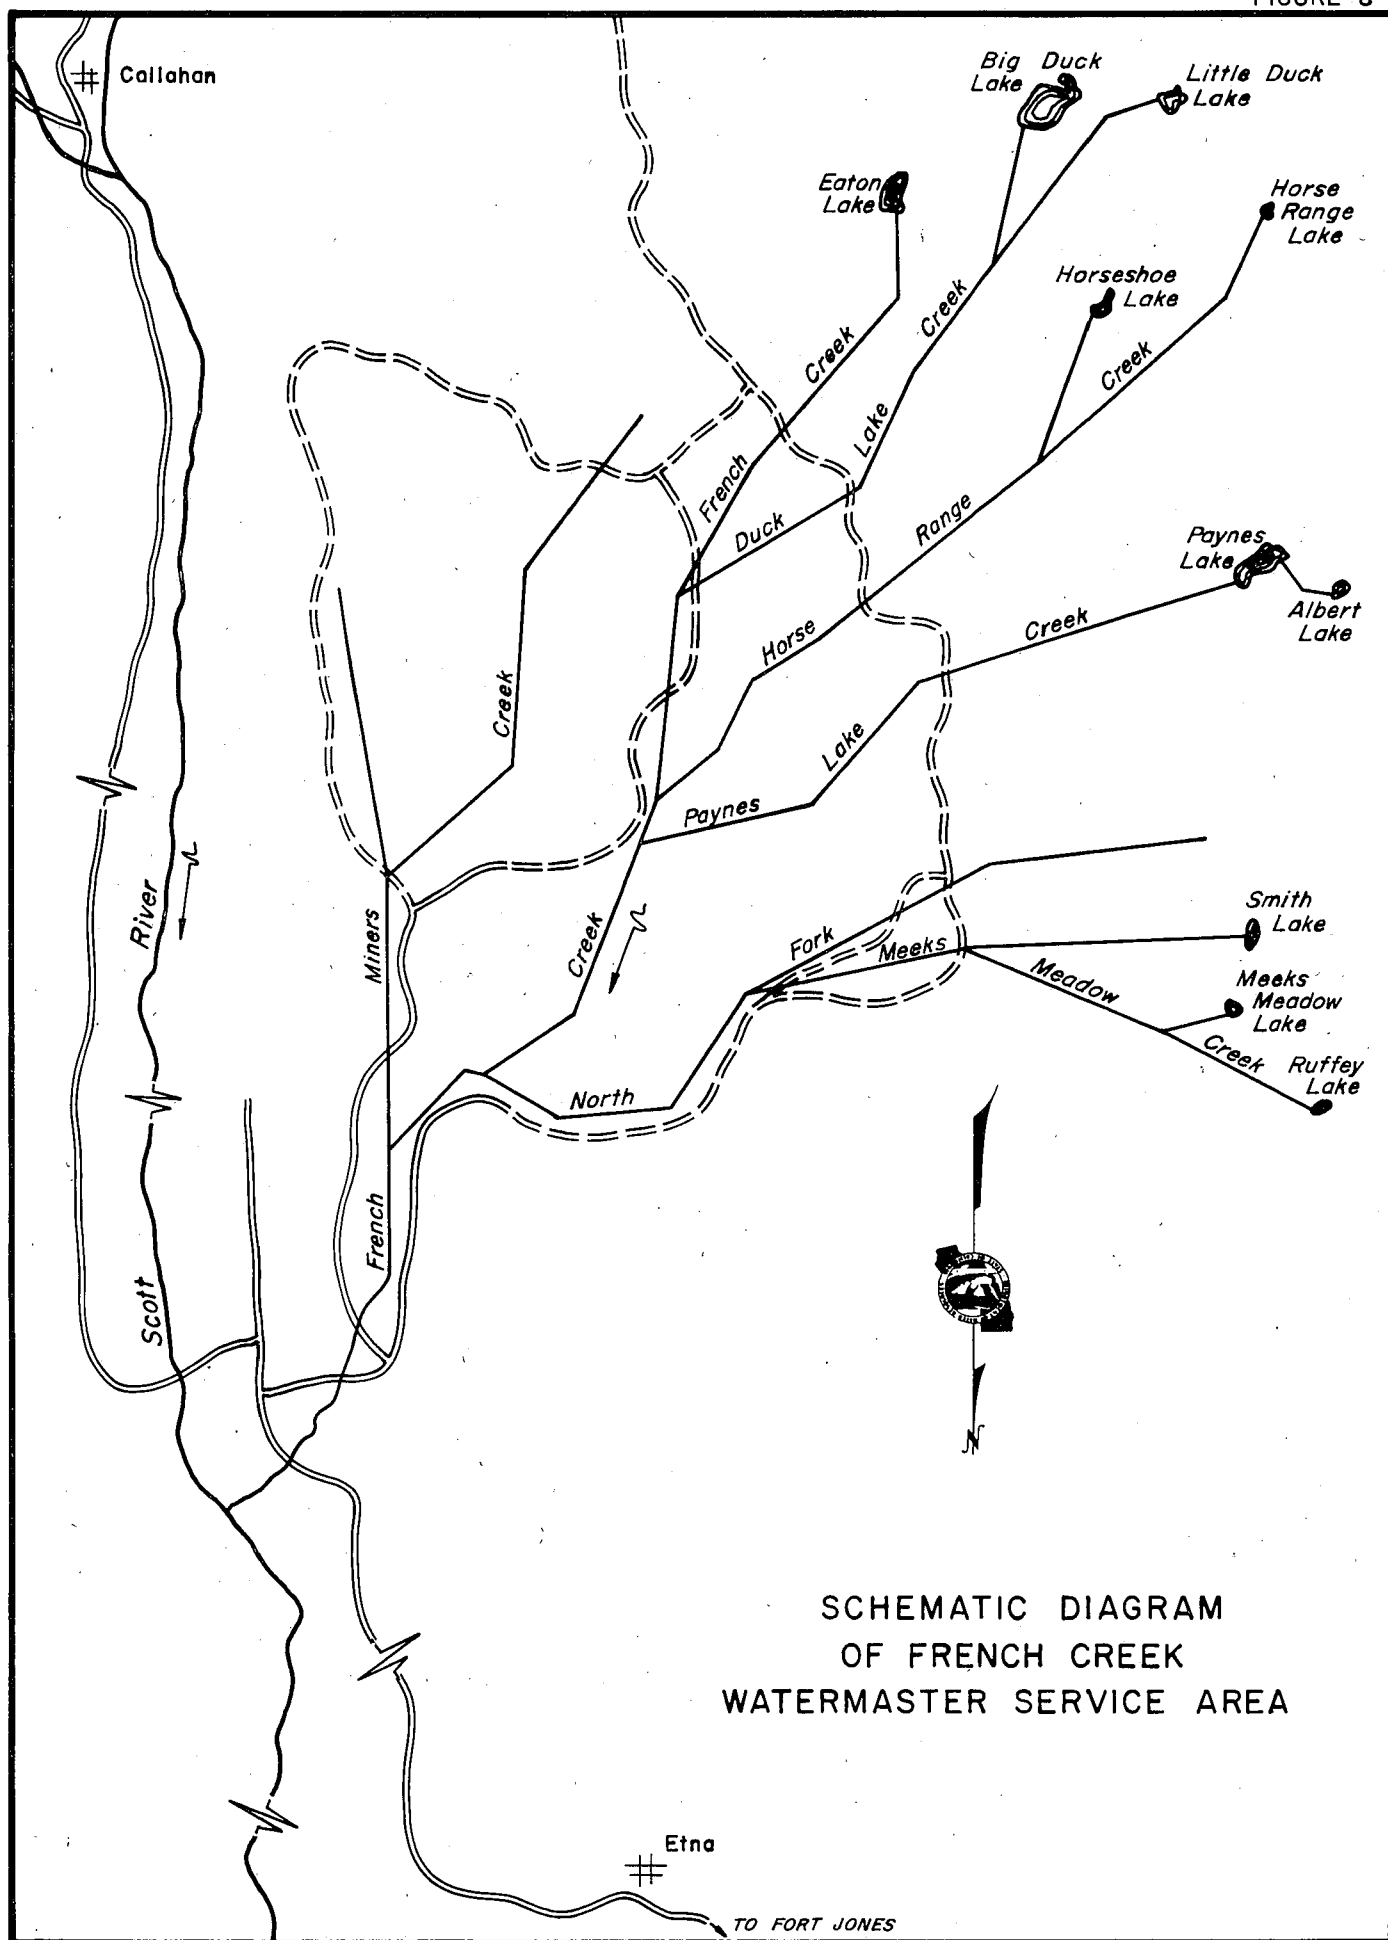 Callahan
Big Duck
Lake
Little Duck
Lake
Eaton
Lake
Horse
Range
Lake
Horseshoe
Lake
Creek
Creek
Creek
French
Lake
Duck
Range
Horse
Paynes
Lake
Albert
Lake
Creek
Creek
Lake
Paynes
River
Miners
Creek
Fork
Meeks
Smith
Lake
Meadow
Meeks
Meadow
Lake
Creek
Ruffey
Lake
North
French
Scott
N
SCHEMATIC DIAGRAM
OF FRENCH CREEK
WATERMASTER SERVICE AREA
Etna
TO FORT JONES